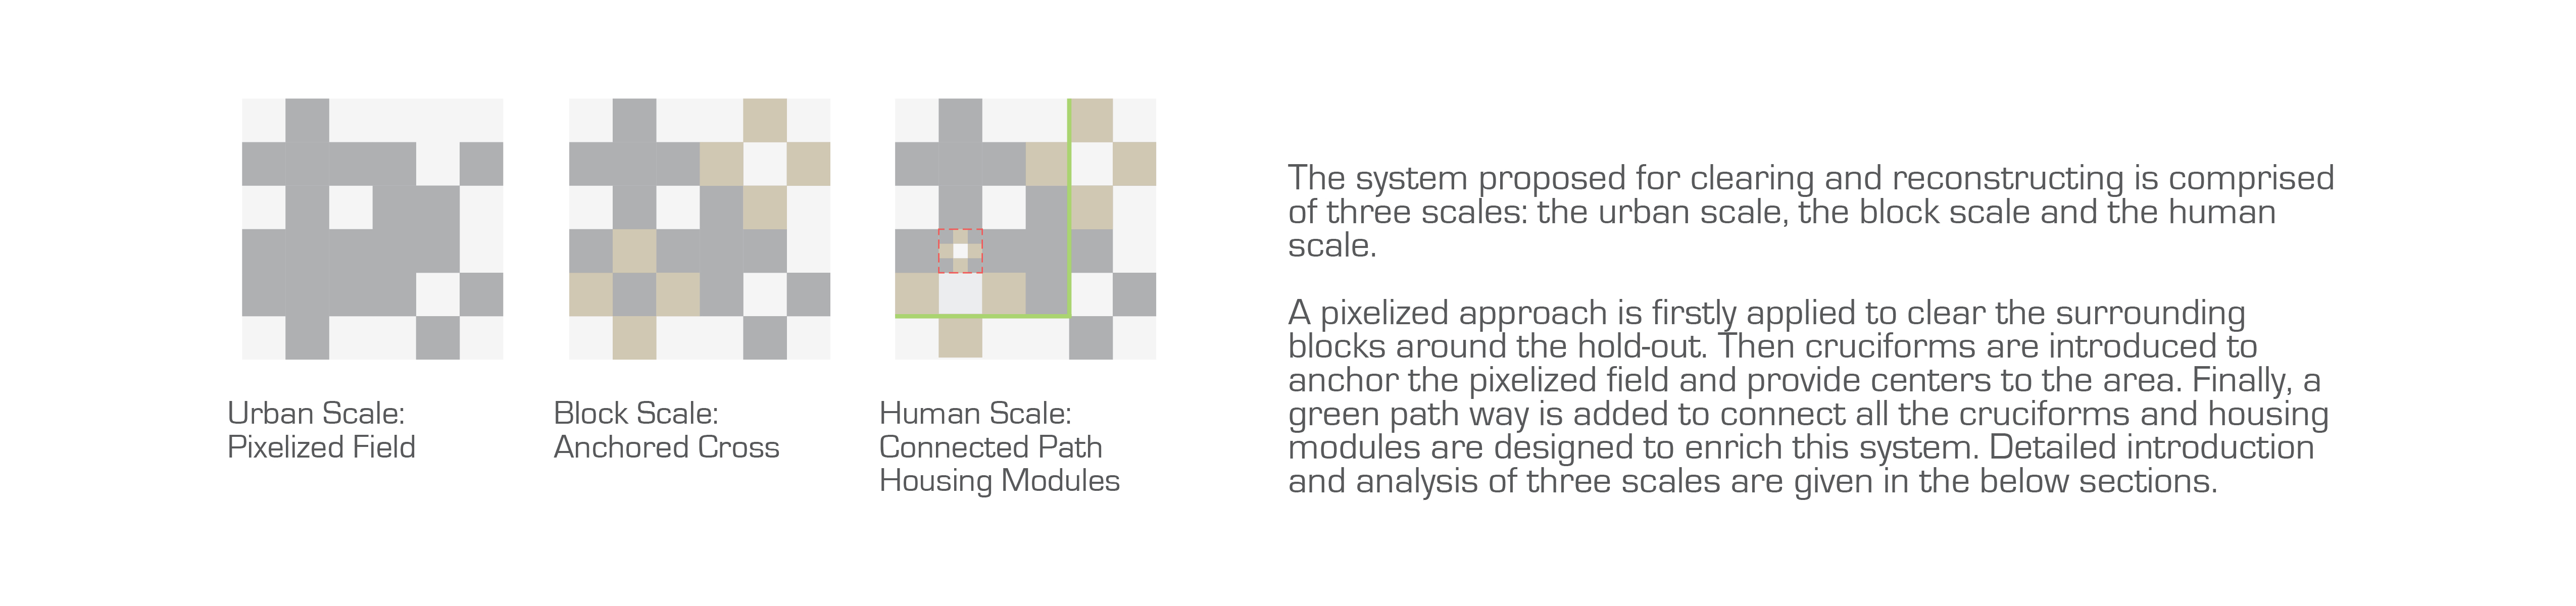 Urban Scale:
Pixelized Field
Block Scale:
Anchored Cross
Human Scale:
Connected Path
Housing Modules
The system proposed for clearing and reconstructing is comprised
of three scales: the urban scale, the block scale and the human
scale.
A pixelized approach is firstly applied to clear the surrounding
blocks around the hold-out. Then cruciforms are introduced to
anchor the pixelized field and provide centers to the area. Finally, a
green path way is added to connect all the cruciforms and housing
modules are designed to enrich this system. Detailed introduction
and analysis of three scales are given in the below sections.